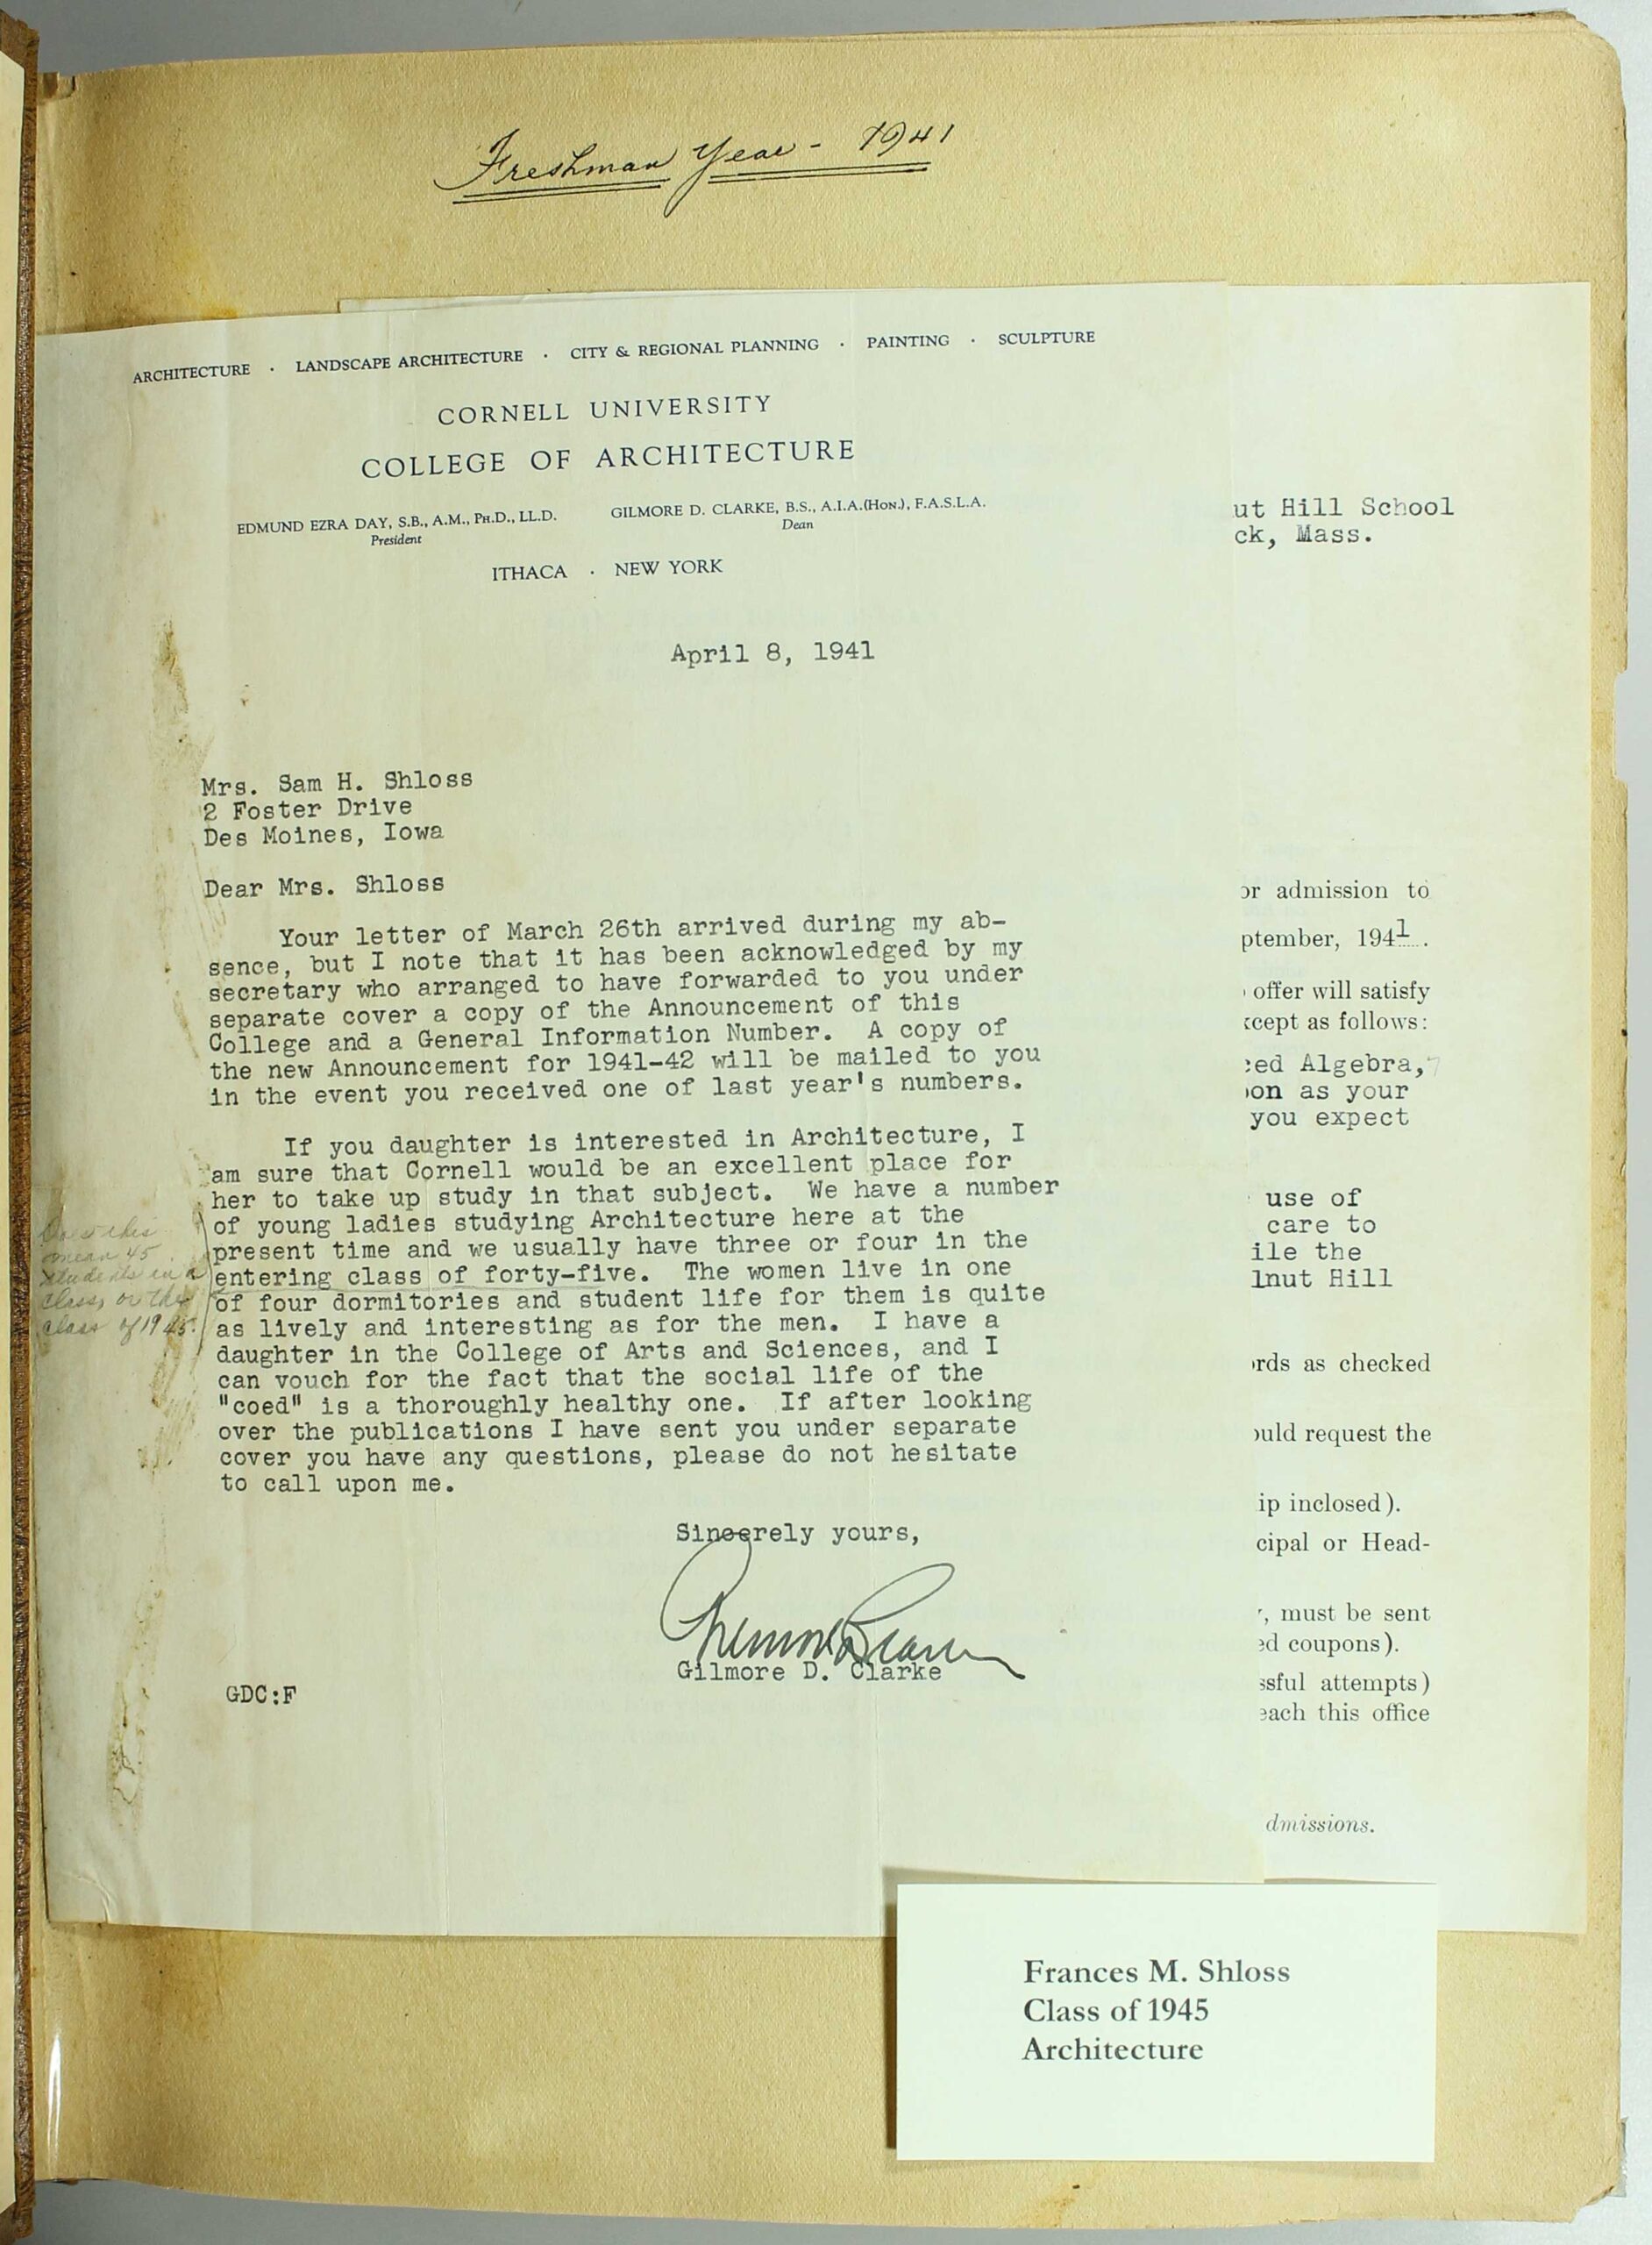 Freshman Year - 1941
ARCHITECTURE · LANDSCAPE ARCHITECTURE · CITY & REGIONAL PLANNING · PAINTING · SCULPTURE
CORNELL UNIVERSITY
COLLEGE OF ARCHITECTURE
EDMUND EZRA DAY, S.B., A.M., PH.D., LL.D.
President
GILMORE D. CLARKE, B.S., A.I.A.(HON.), F.A.S.L.A.
Dean
ITHACA · NEW YORK
April 8, 1941
Mrs. Sam H. Shloss
2 Foster Drive
Des Moines, Iowa
Dear Mrs. Shloss
Your letter of March 26th arrived during my ab-
sence, but I note that it has been acknowledged by my
secretary who arranged to have forwarded to you under
separate cover a copy of the Announcement of this
College and a General Information Number. A copy of
the new Announcement for 1941-42 will be mailed to you
in the event you received one of last year's numbers.
If you daughter is interested in Architecture, I
am sure that Cornell would be an excellent place for
her to take up study in that subject. We have a number
of young ladies studying Architecture here at the
present time and we usually have three or four in the
entering class of forty-five. The women live in one
of four dormitories and student life for them is quite
as lively and interesting as for the men. I have a
daughter in the College of Arts and Sciences, and I
can vouch for the fact that the social life of the
"coed" is a thoroughly healthy one. If after looking
over the publications I have sent you under separate
cover you have any questions, please do not hesitate
to call upon me.
Does this
mean 45
students in a
class, or the
class of 1945?
Sincerely yours,
Gilmore D. Clarke
GDC:F
ut Hill School
ck, Mass.
or admission to
ptember, 1941.
offer will satisfy
xcept as follows:
ced Algebra,
on as your
you expect
use of
care to
ile the
lnut Hill
rds as checked
ould request the
ip inclosed).
cipal or Head-
, must be sent
ed coupons).
ssful attempts)
each this office
dmissions.
Frances M. Shloss
Class of 1945
Architecture